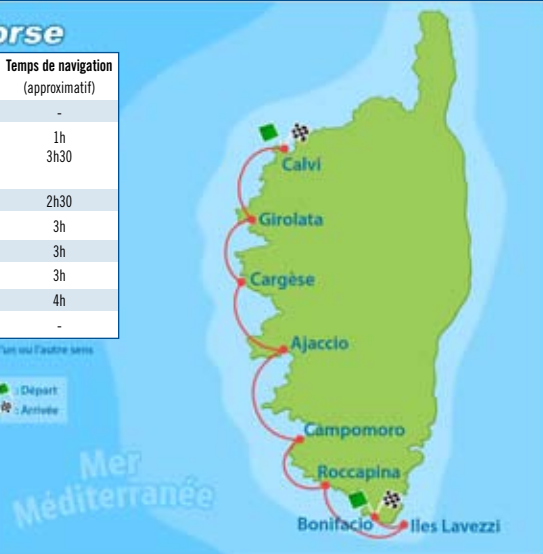 orse
Temps de navigation
(approximatif)
-
1h
3h30
2h30
3h
3h
3h
4h
-
'un ou l'autre sens
: Départ
: Arrivée
Calvi
Girolata
Cargèse
Ajaccio
Campomoro
Roccapina
Bonifacio
Iles Lavezzi
Mer
Méditerranée